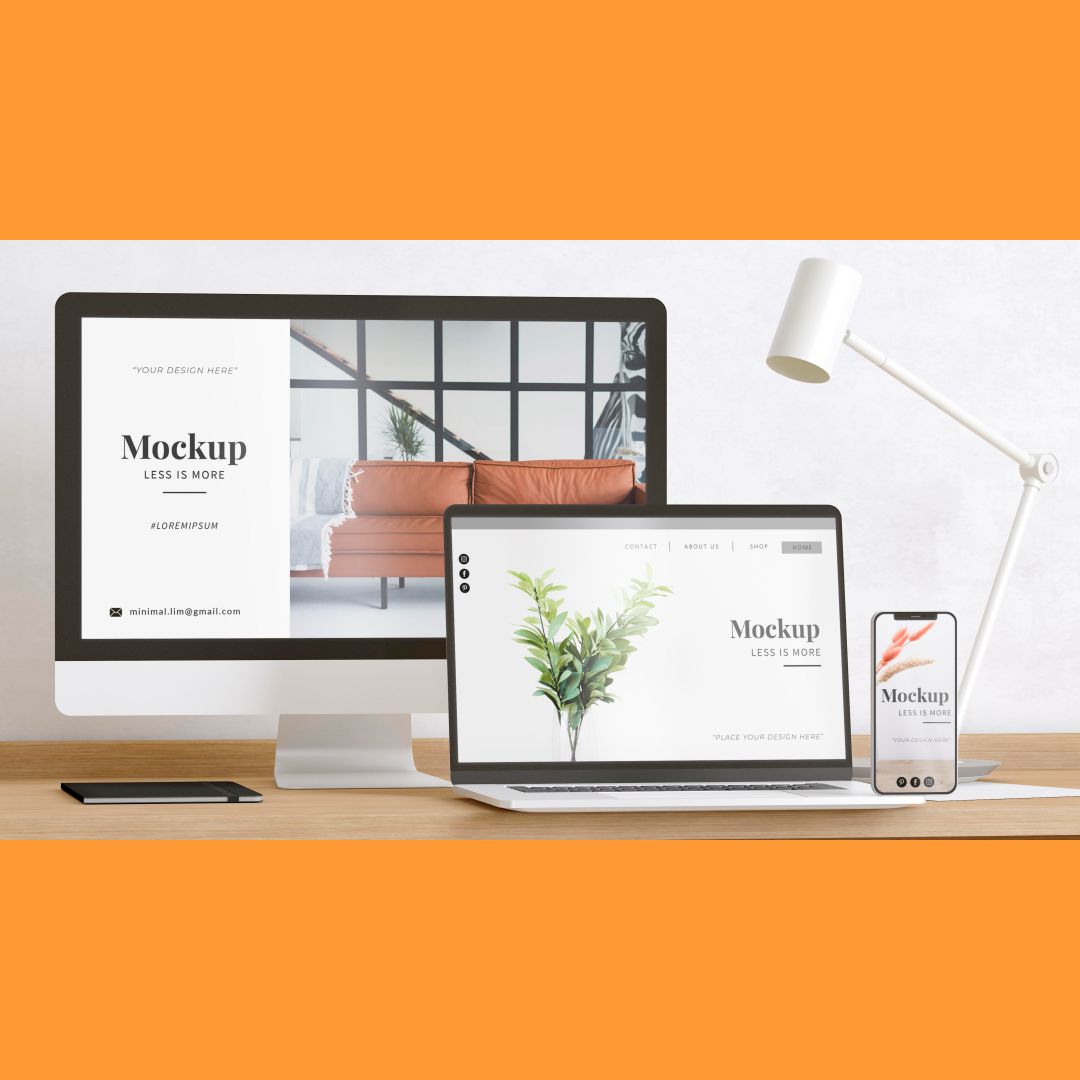 "YOUR DESIGN HERE"
Mockup
LESS IS MORE
#LOREMIPSUM
minimal.lim@gmail.com
CONTACT
ABOUT US
SHOP
HOME
Mockup
LESS IS MORE
"PLACE YOUR DESIGN HERE"
Mockup
LESS IS MORE
"YOUR DESIGN HERE"